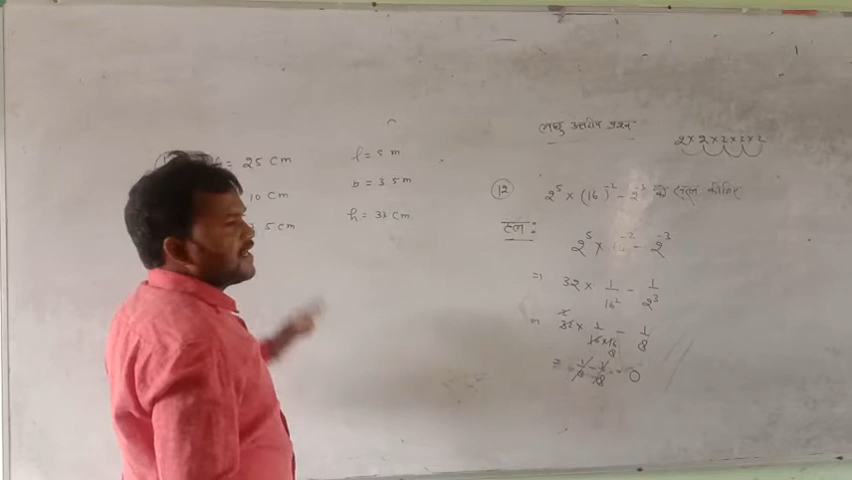 = 25 cm
10 cm
5 cm
l = 5 m
b = 3.5 m
h = 33 cm
लघु उत्तरीय प्रश्न-
2×2×2×2×2
(12) 2⁵ × (16)⁻² − 2⁻³ को सरल कीजिए
हल :
2⁵ × 16⁻² − 2⁻³
⇒ 32 × 1/16² − 1/2³
⇒ 32 × 1/16×16 − 1/8
= 1/8 − 1/8 = 0